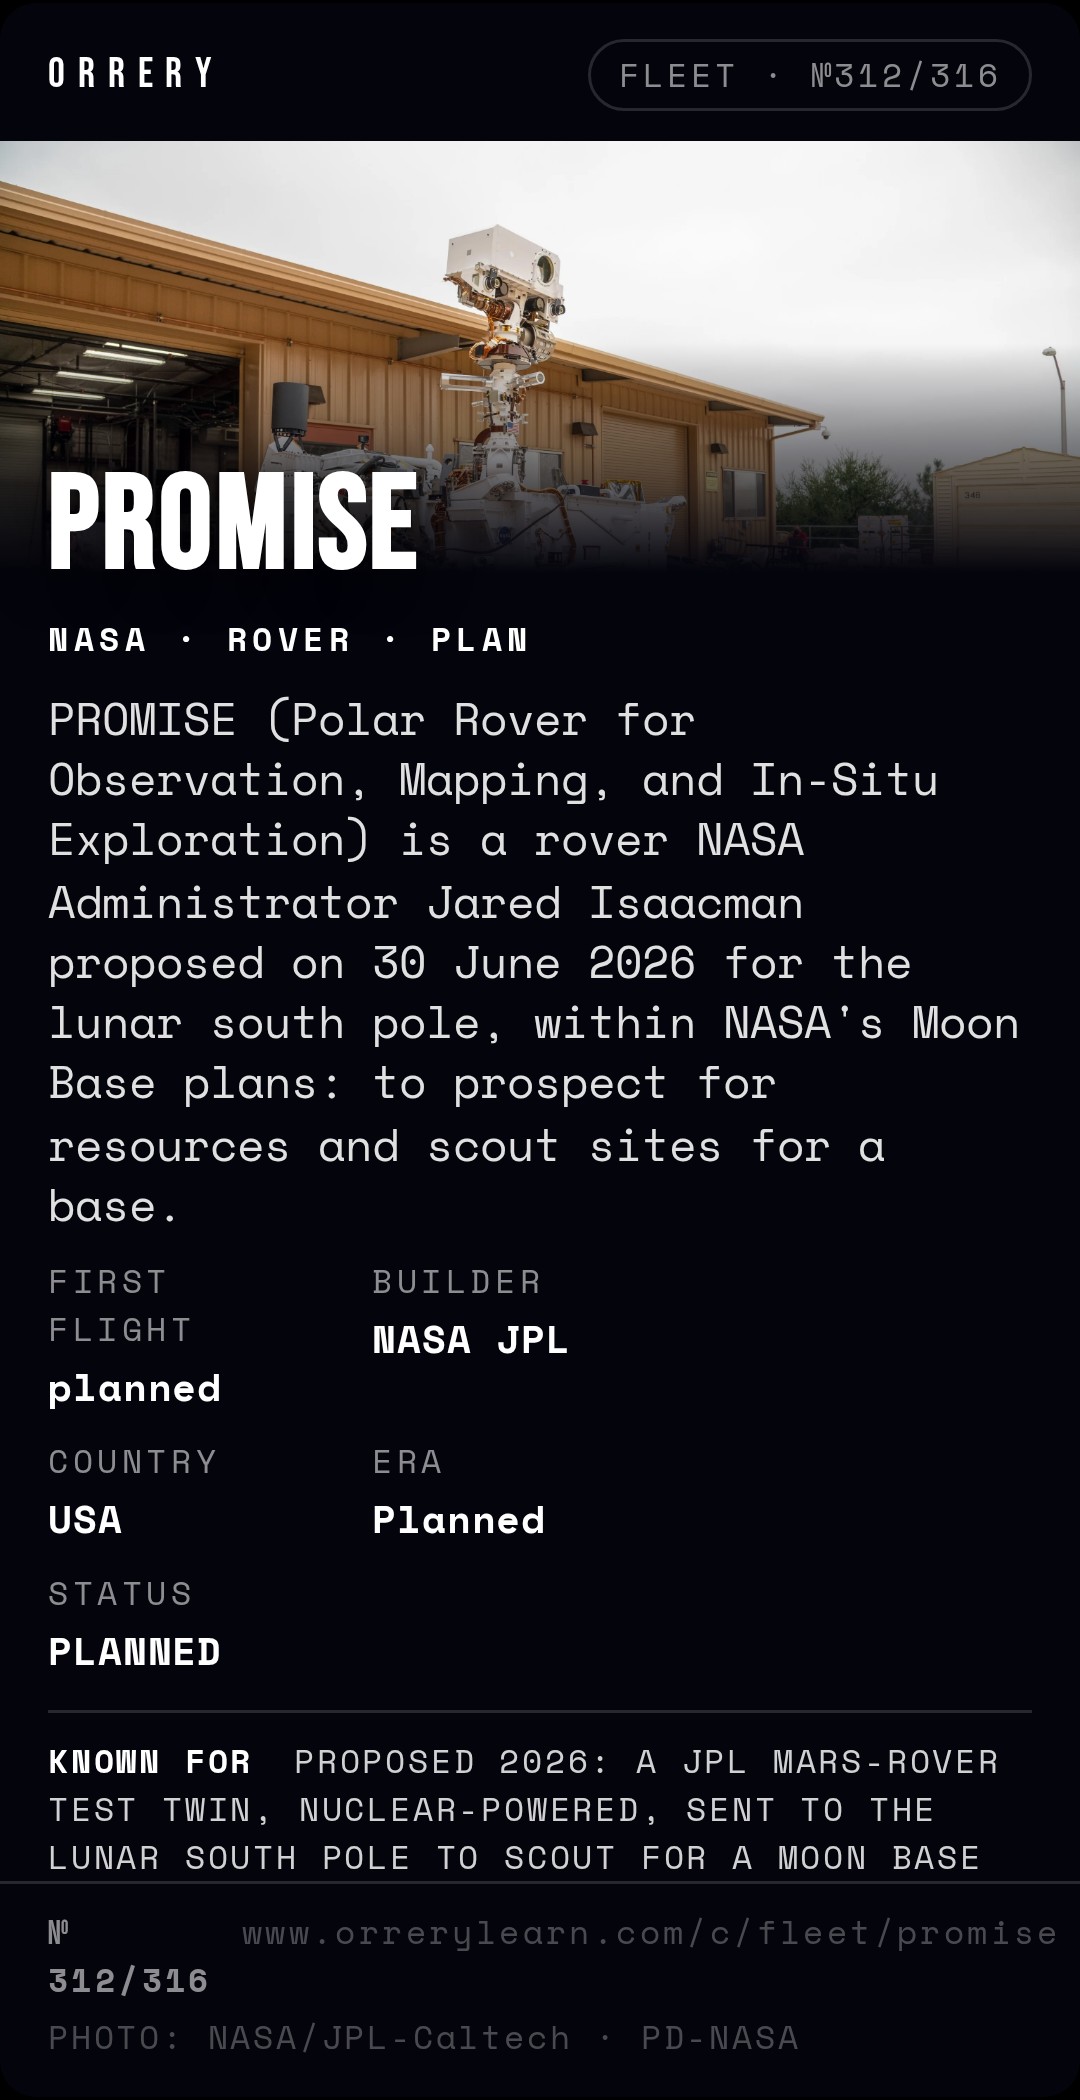 ORRERY
FLEET · №312/316
PROMISE
NASA · ROVER · PLAN
PROMISE (Polar Rover for
Observation, Mapping, and In-Situ
Exploration) is a rover NASA
Administrator Jared Isaacman
proposed on 30 June 2026 for the
lunar south pole, within NASA's Moon
Base plans: to prospect for
resources and scout sites for a
base.
FIRST
FLIGHT
planned
BUILDER
NASA JPL
COUNTRY
USA
ERA
Planned
STATUS
PLANNED
KNOWN FOR PROPOSED 2026: A JPL MARS-ROVER
TEST TWIN, NUCLEAR-POWERED, SENT TO THE
LUNAR SOUTH POLE TO SCOUT FOR A MOON BASE
№
312/316
www.orrerylearn.com/c/fleet/promise
PHOTO: NASA/JPL-Caltech · PD-NASA